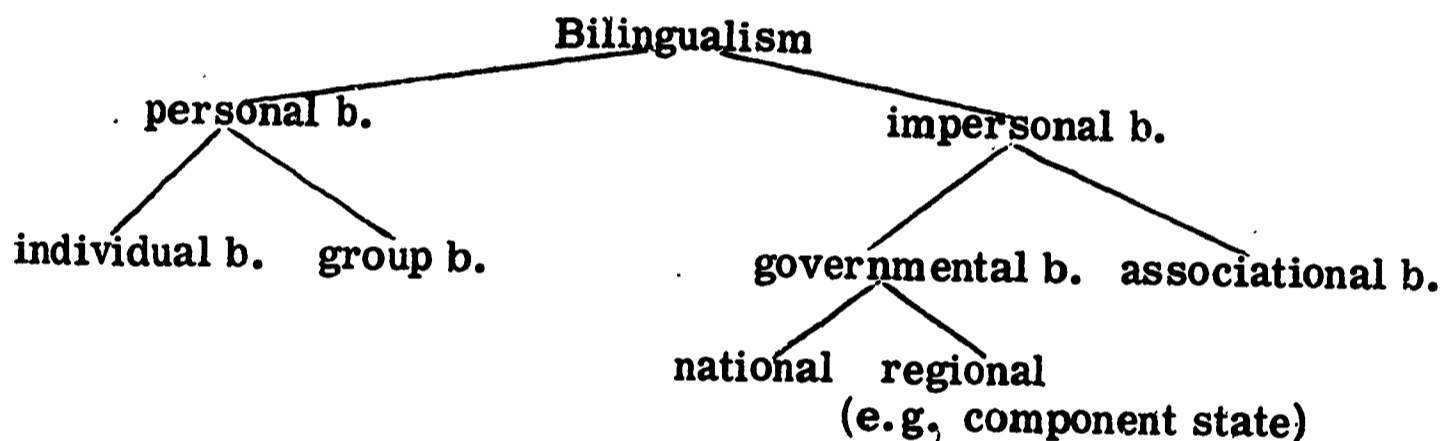 Bilingualism
personal b.
impersonal b.
individual b. group b.
governmental b. associational b.
national regional
(e.g., component state)